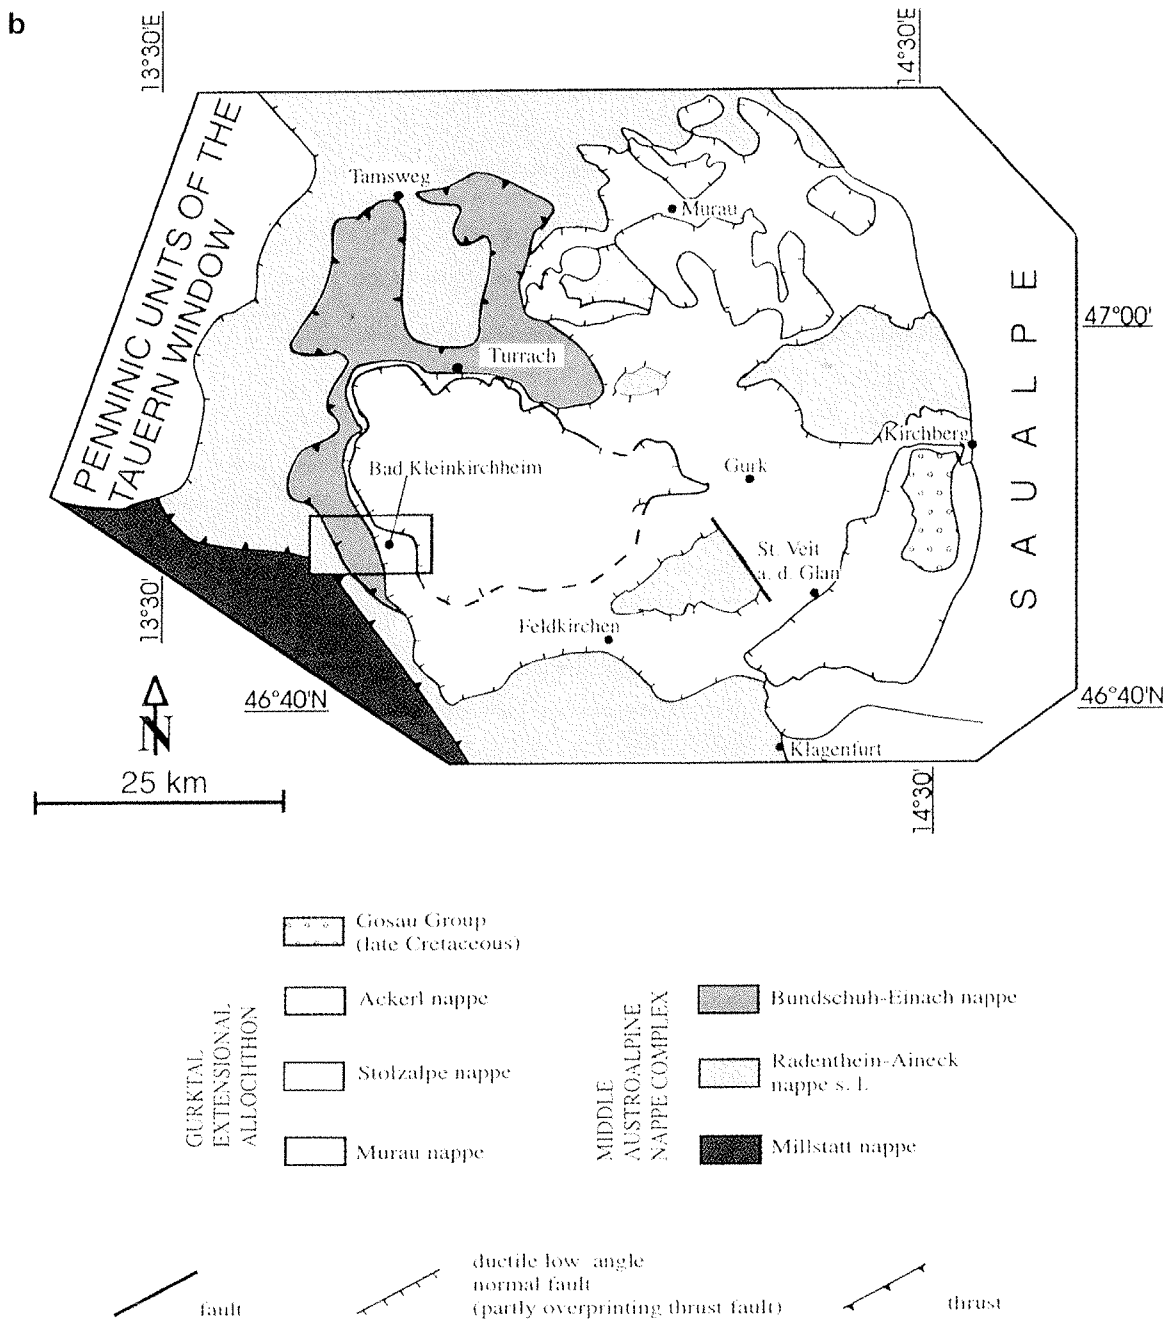 b
13°30'E
14°30'E
PENNINIC UNITS OF THE
TAUERN WINDOW
Tamsweg
Murau
47°00'
Turrach
SAUALPE
Kirchberg
Bad Kleinkirchheim
Gurk
St. Veit
a. d. Glan
13°30'
Feldkirchen
46°40'N
46°40'N
N
Klagenfurt
25 km
14°30'
Gosau Group
(late Cretaceous)
GURKTAL
EXTENSIONAL
ALLOCHTHON
Ackerl nappe
Stolzalpe nappe
Murau nappe
MIDDLE
AUSTROALPINE
NAPPE COMPLEX
Bundschuh-Einach nappe
Radenthein-Aineck
nappe s. l.
Millstatt nappe
fault
ductile low angle
normal fault
(partly overprinting thrust fault)
thrust